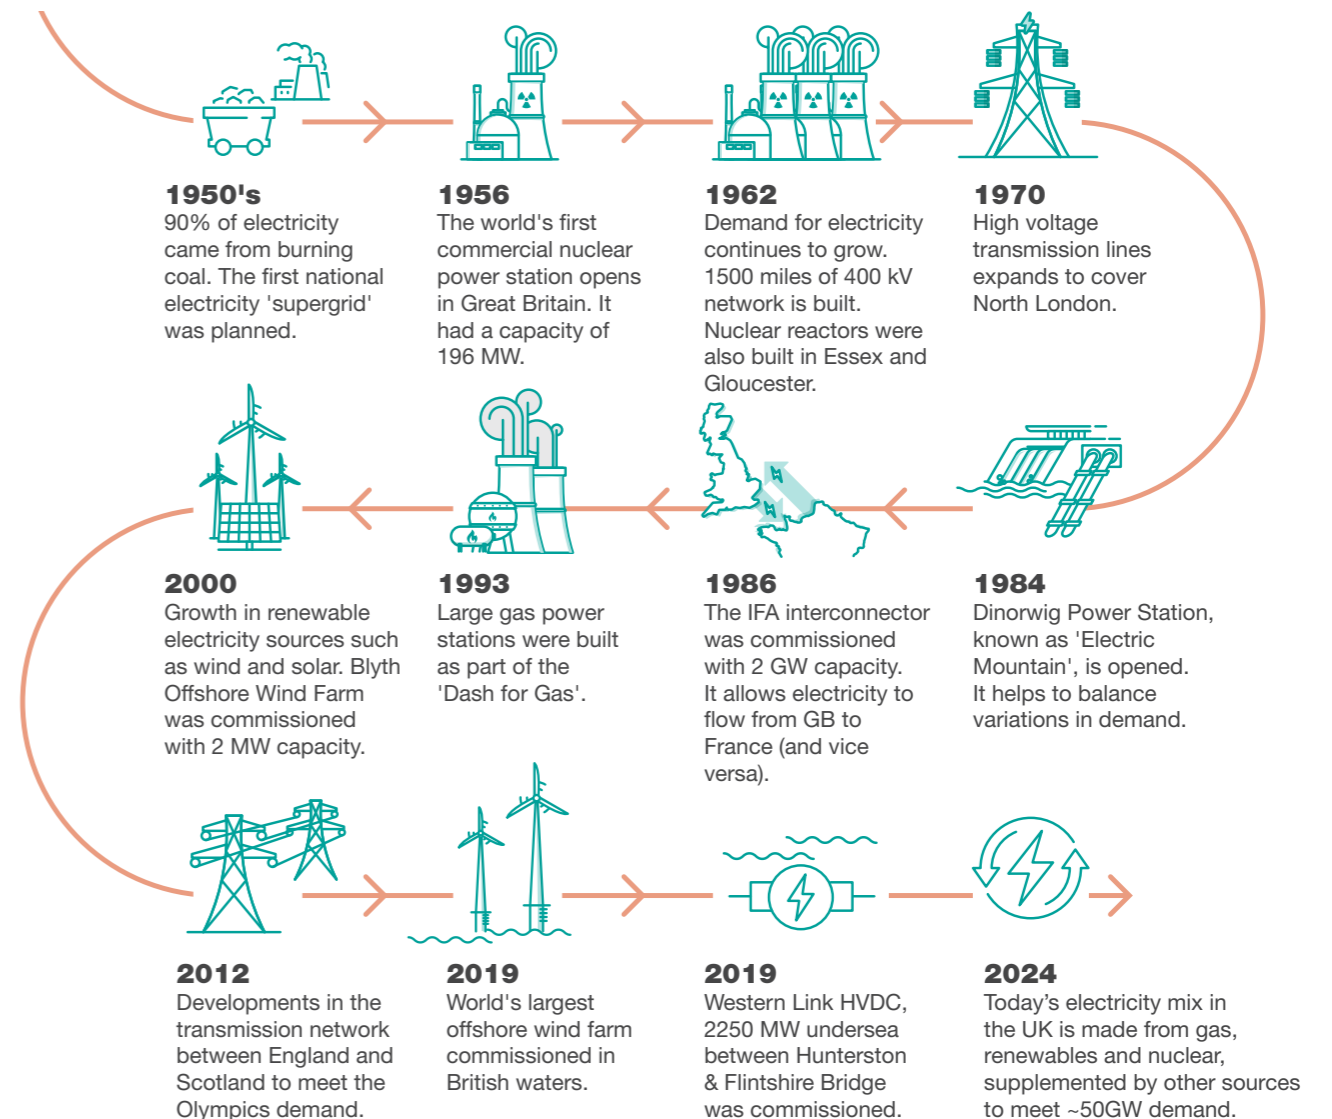 1950's
90% of electricity
came from burning
coal. The first national
electricity 'supergrid'
was planned.
1956
The world's first
commercial nuclear
power station opens
in Great Britain. It
had a capacity of
196 MW.
1962
Demand for electricity
continues to grow.
1500 miles of 400 kV
network is built.
Nuclear reactors were
also built in Essex and
Gloucester.
1970
High voltage
transmission lines
expands to cover
North London.
1984
Dinorwig Power Station,
known as 'Electric
Mountain', is opened.
It helps to balance
variations in demand.
1986
The IFA interconnector
was commissioned
with 2 GW capacity.
It allows electricity to
flow from GB to
France (and vice
versa).
1993
Large gas power
stations were built
as part of the
'Dash for Gas'.
2000
Growth in renewable
electricity sources such
as wind and solar. Blyth
Offshore Wind Farm
was commissioned
with 2 MW capacity.
2012
Developments in the
transmission network
between England and
Scotland to meet the
Olympics demand.
2019
World's largest
offshore wind farm
commissioned in
British waters.
2019
Western Link HVDC,
2250 MW undersea
between Hunterston
& Flintshire Bridge
was commissioned.
2024
Today’s electricity mix in
the UK is made from gas,
renewables and nuclear,
supplemented by other sources
to meet ~50GW demand.